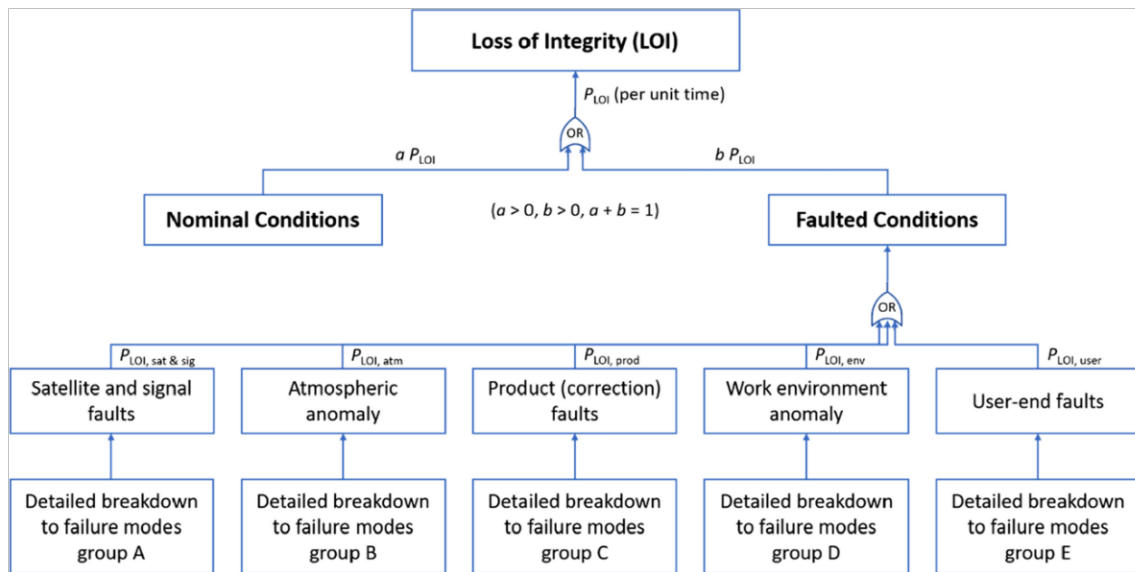 Loss of Integrity (LOI)
P_LOI (per unit time)
OR
a P_LOI
b P_LOI
Nominal Conditions
(a > 0, b > 0, a + b = 1)
Faulted Conditions
OR
P_LOI, sat & sig
P_LOI, atm
P_LOI, prod
P_LOI, env
P_LOI, user
Satellite and signal
faults
Atmospheric
anomaly
Product (correction)
faults
Work environment
anomaly
User-end faults
Detailed breakdown
to failure modes
group A
Detailed breakdown
to failure modes
group B
Detailed breakdown
to failure modes
group C
Detailed breakdown
to failure modes
group D
Detailed breakdown
to failure modes
group E